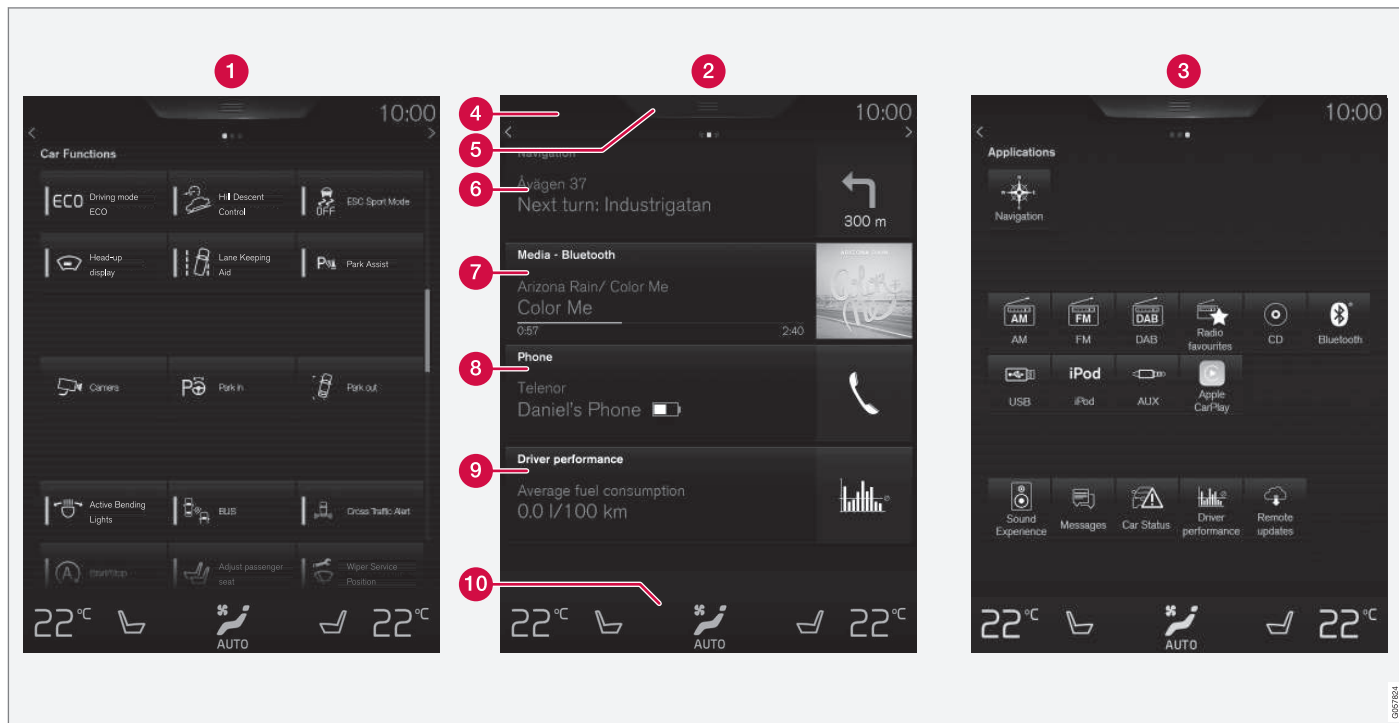 1
2
3
10:00
Car Functions
ECO Driving mode
ECO
Hill Descent
Control
OFF
ESC Sport Mode
Head-up
display
Lane Keeping
Aid
P
Park Assist
Camera
P
Park in
Park out
Active Bending
Lights
BLIS
Cross Traffic Alert
A
Start/Stop
Adjust passenger
seat
Wiper Service
Position
22°C
AUTO
22°C
4
5
6
7
8
9
10
10:00
Navigation
Åvägen 37
Next turn: Industrigatan
300 m
Media - Bluetooth
Arizona Rain/ Color Me
Color Me
0:57
2:40
ARIZONA RAIN
Color
Me
Phone
Telenor
Daniel's Phone
Driver performance
Average fuel consumption
0.0 l/100 km
22°C
AUTO
22°C
10:00
Applications
Navigation
AM
AM
FM
FM
DAB
DAB
Radio
favourites
CD
Bluetooth
USB
iPod
iPod
AUX
Apple
CarPlay
Sound
Experience
Messages
Car Status
Driver
performance
Remote
updates
22°C
AUTO
22°C
G057824